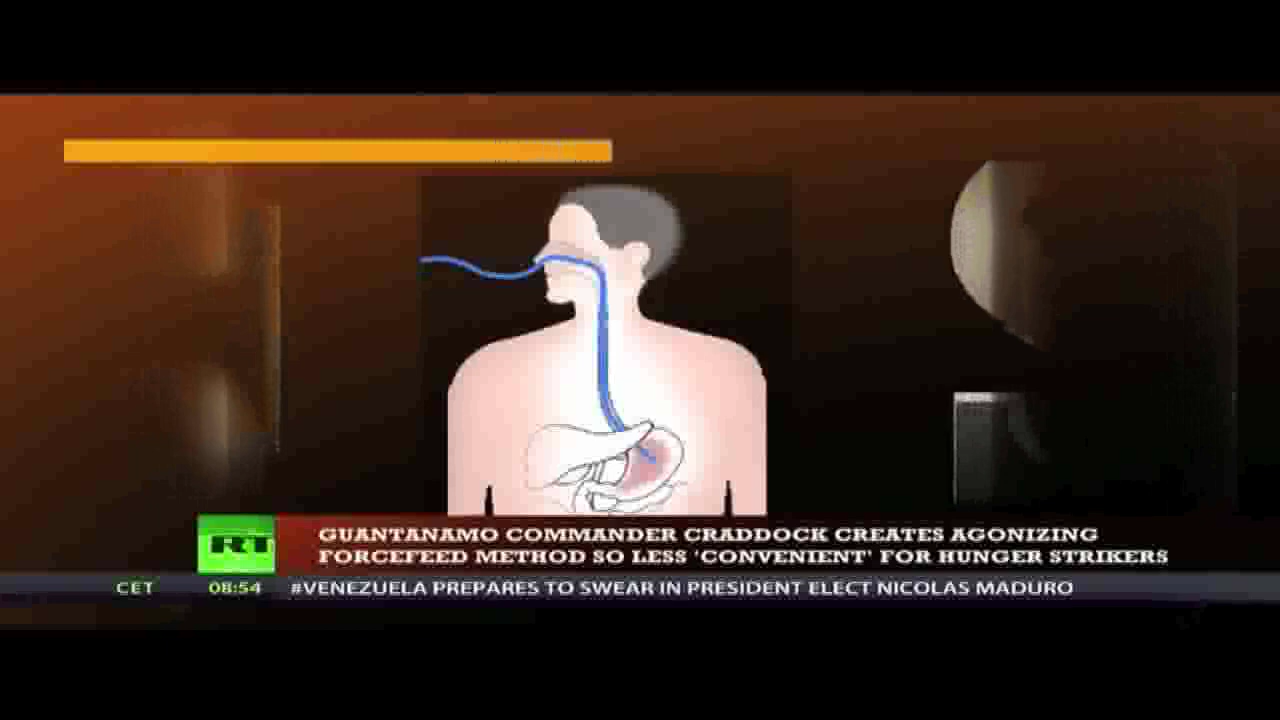 GUANTANAMO COMMANDER CRADDOCK CREATES AGONIZING
FORCEFEED METHOD SO LESS 'CONVENIENT' FOR HUNGER STRIKERS
RT
CET 08:54 #VENEZUELA PREPARES TO SWEAR IN PRESIDENT ELECT NICOLAS MADURO